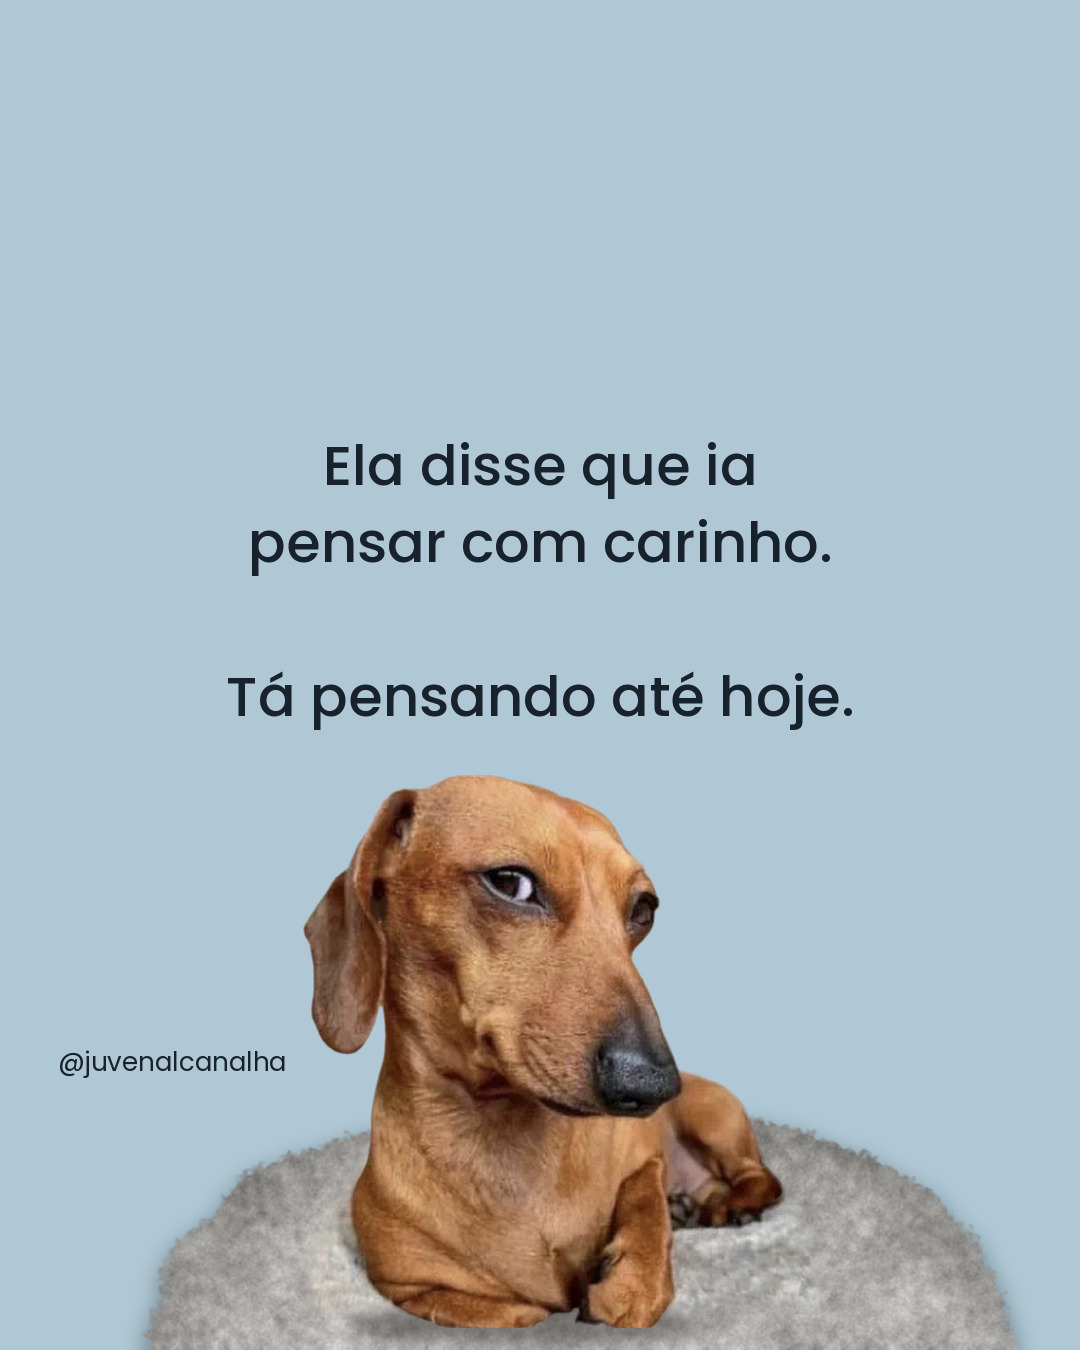 Ela disse que ia
pensar com carinho.
Tá pensando até hoje.
@juvenalcanalha